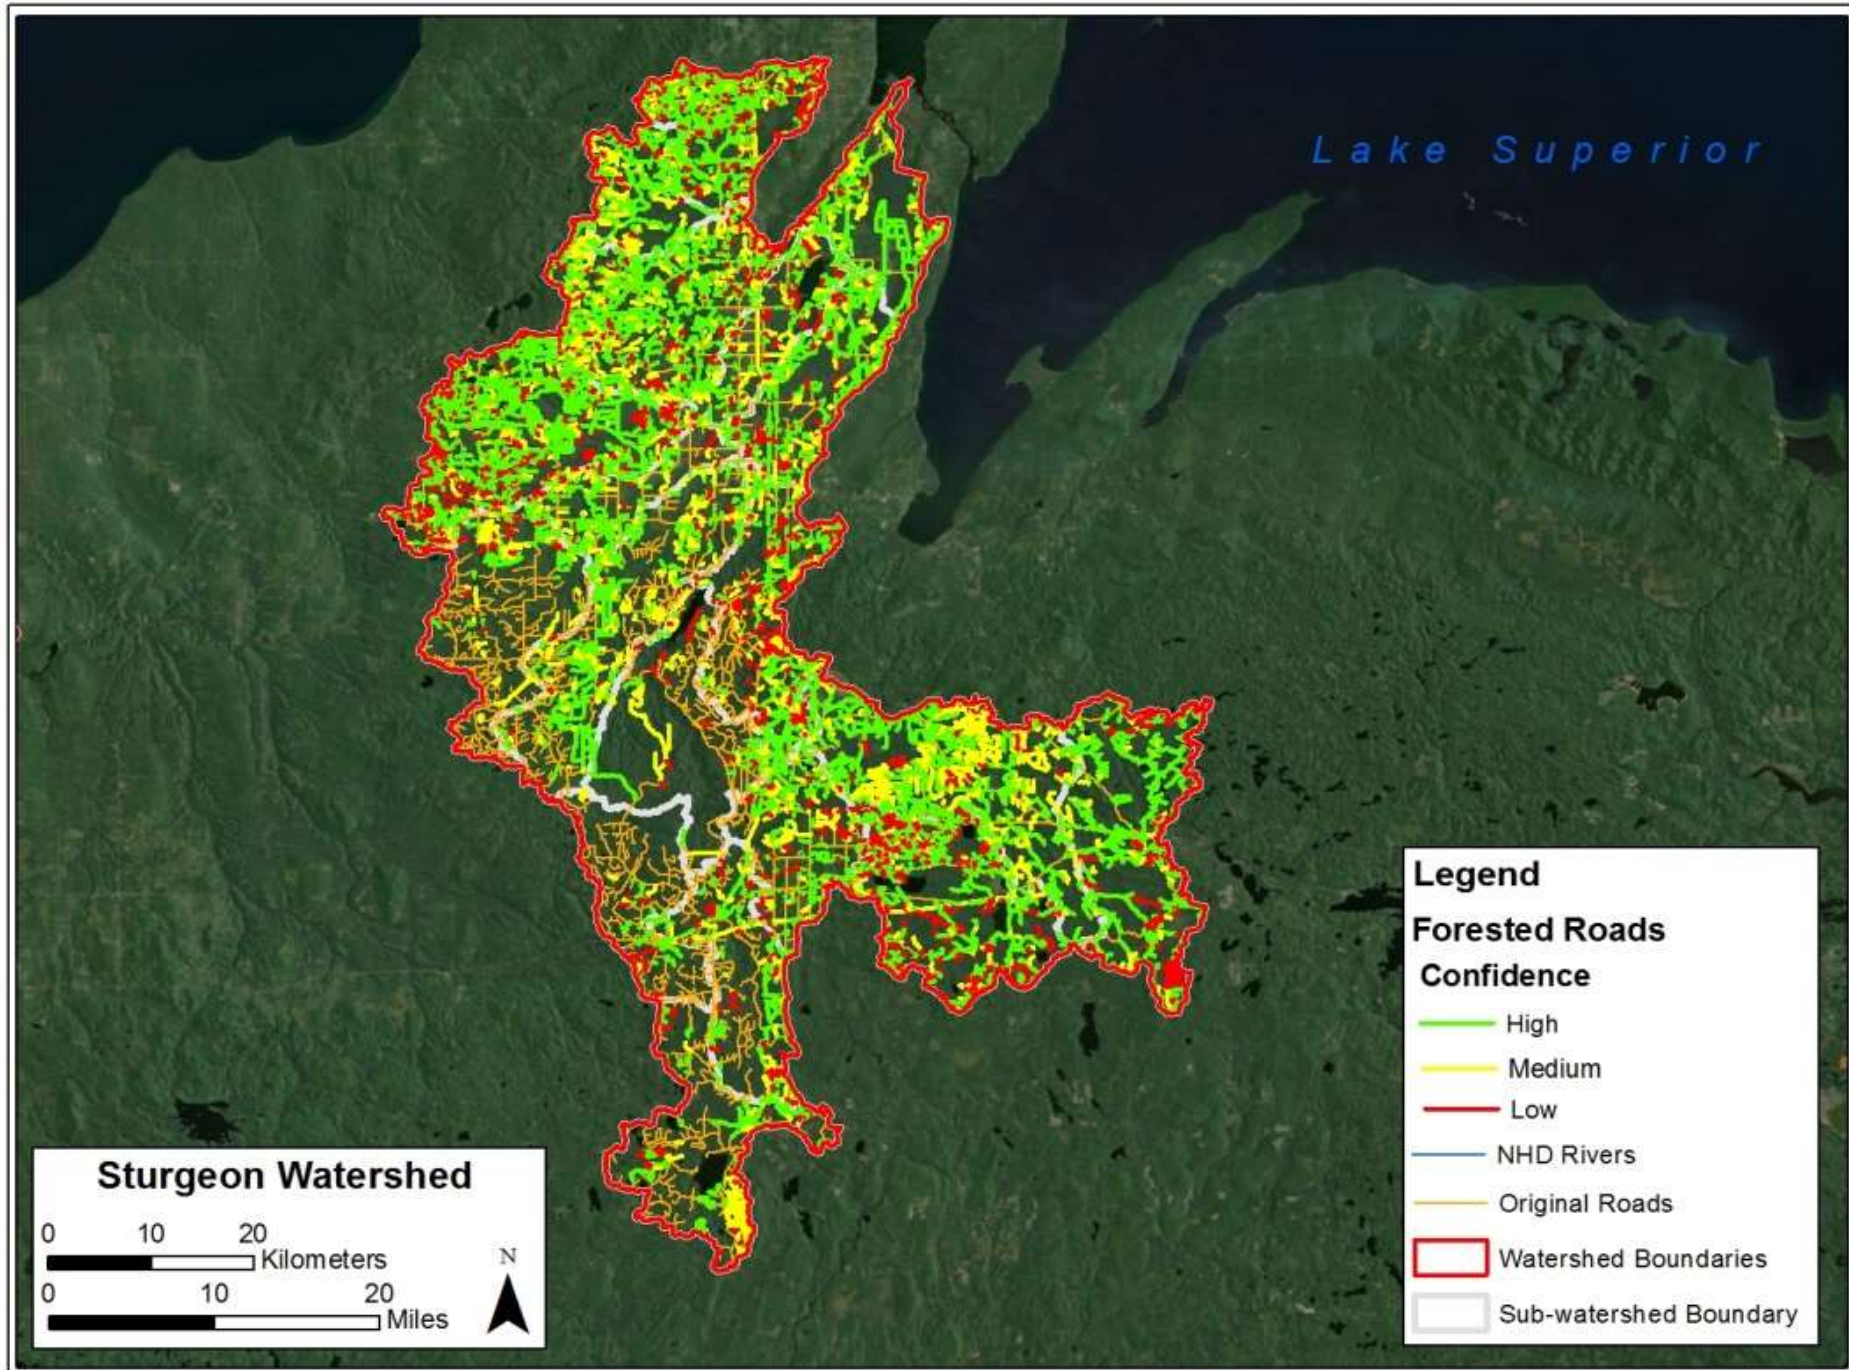 Lake Superior
Legend
Forested Roads
Confidence
High
Medium
Low
NHD Rivers
Original Roads
Watershed Boundaries
Sub-watershed Boundary
Sturgeon Watershed
0 10 20
Kilometers
0 10 20
Miles
N